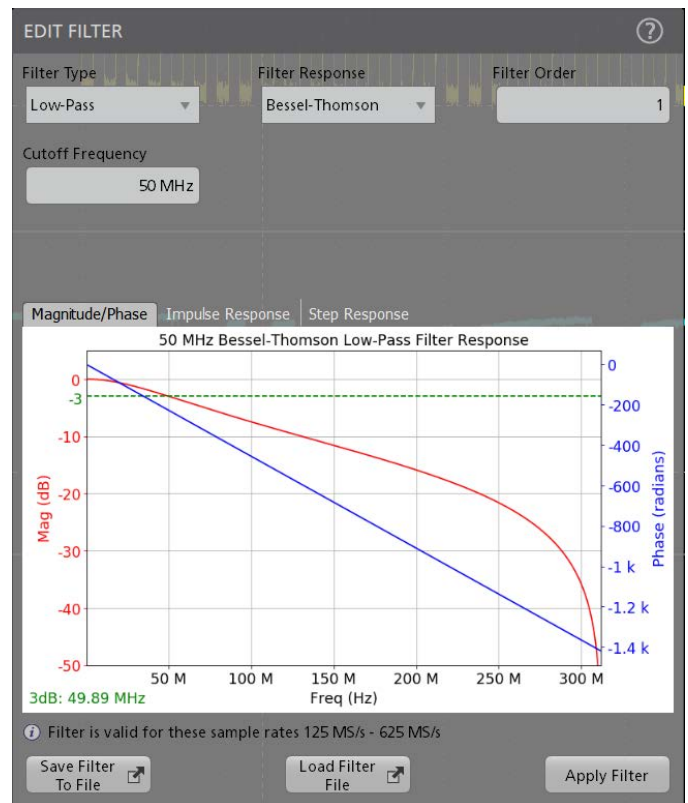 EDIT FILTER ?
Filter Type Filter Response Filter Order
Low-Pass Bessel-Thomson 1
Cutoff Frequency
50 MHz
Magnitude/Phase Impulse Response Step Response
50 MHz Bessel-Thomson Low-Pass Filter Response
0
-3
-10
-20
-30
-40
-50
Mag (dB)
0
-200
-400
-600
-800
-1 k
-1.2 k
-1.4 k
Phase (radians)
50 M 100 M 150 M 200 M 250 M 300 M
3dB: 49.89 MHz Freq (Hz)
i Filter is valid for these sample rates 125 MS/s - 625 MS/s
Save Filter
To File
Load Filter
File
Apply Filter